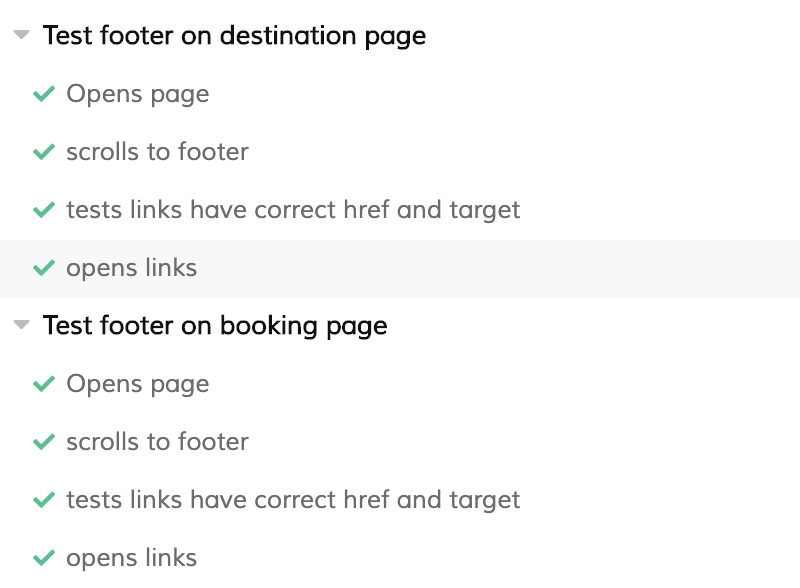 Test footer on destination page
Opens page
scrolls to footer
tests links have correct href and target
opens links
Test footer on booking page
Opens page
scrolls to footer
tests links have correct href and target
opens links